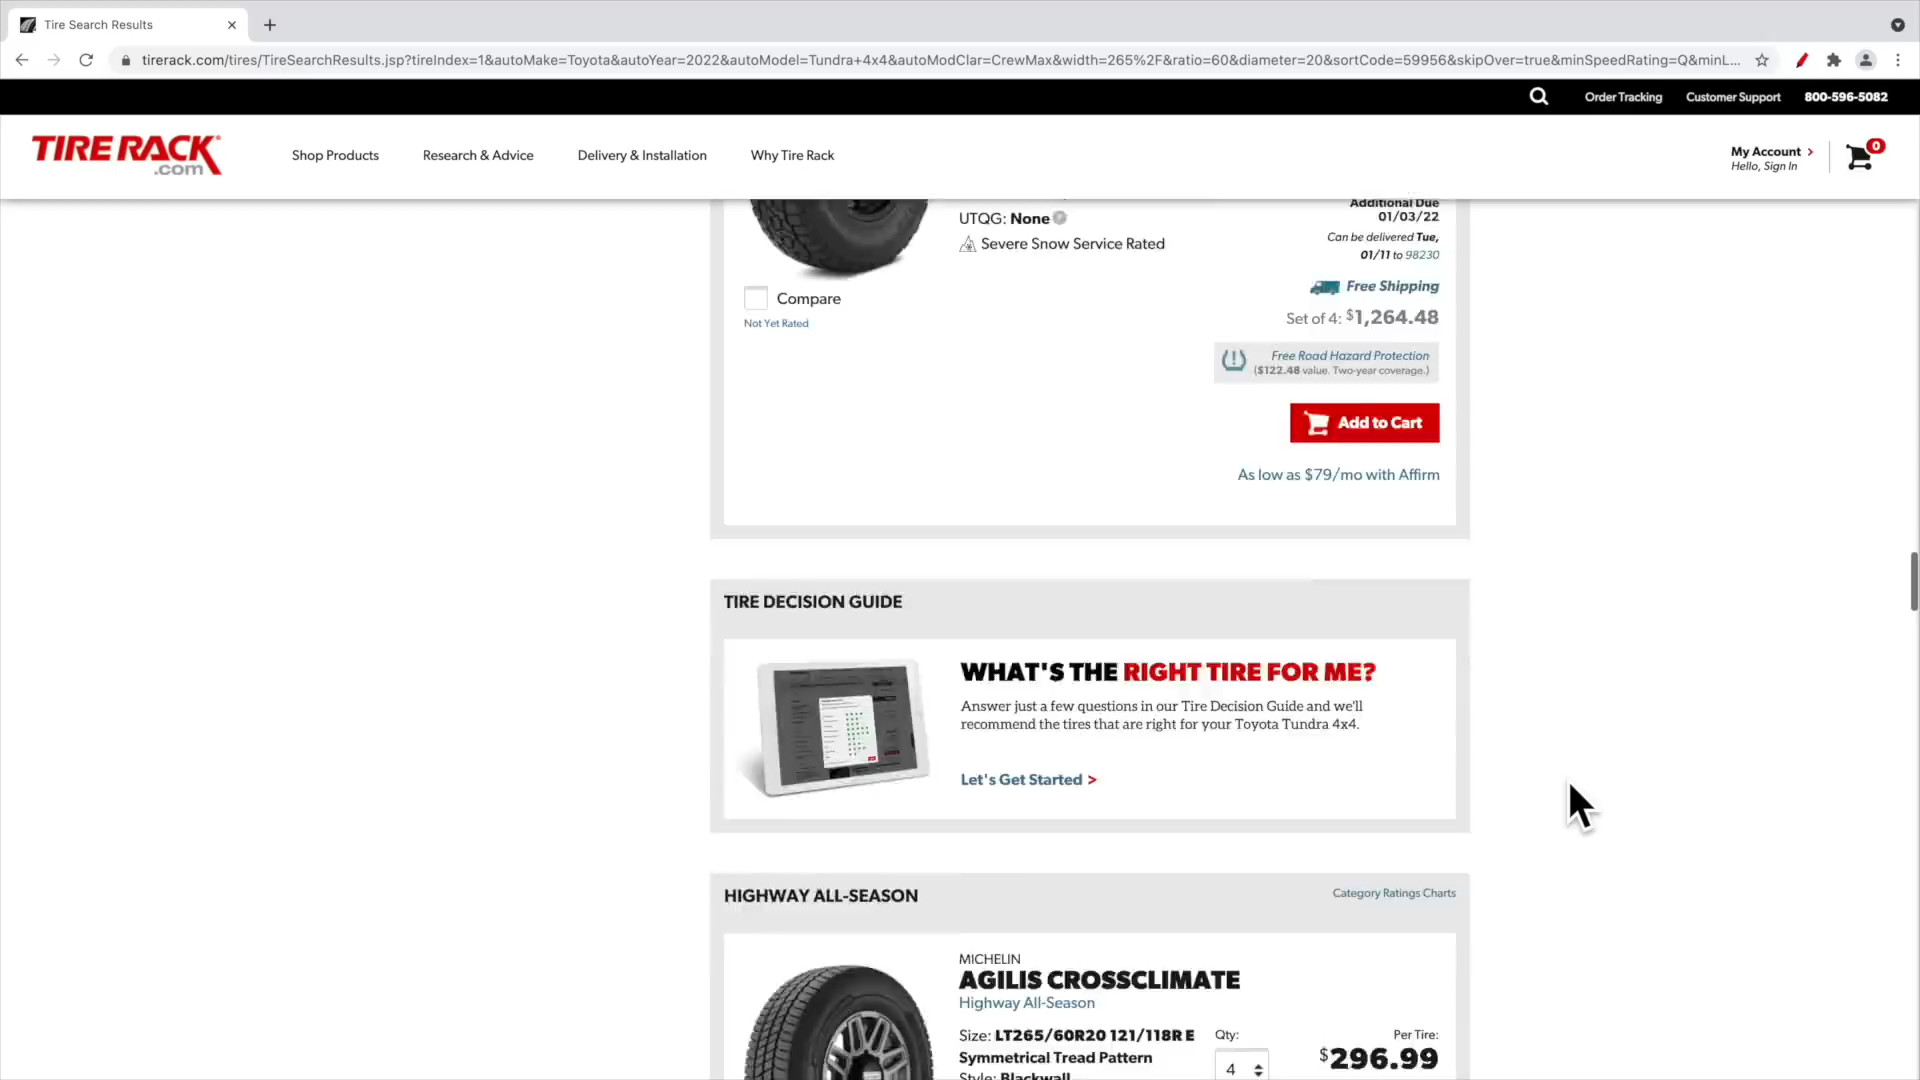 Tire Search Results
tirerack.com/tires/TireSearchResults.jsp?tireIndex=1&autoMake=Toyota&autoYear=2022&autoModel=Tundra+4x4&autoModClar=CrewMax&width=265%2F&ratio=60&diameter=20&sortCode=59956&skipOver=true&minSpeedRating=Q&minL...
Order Tracking Customer Support 800-596-5082
TIRE RACK
.com
Shop Products Research & Advice Delivery & Installation Why Tire Rack
My Account >
Hello, Sign In
0
Additional Due
01/03/22
UTQG: None
Severe Snow Service Rated
Can be delivered Tue,
01/11 to 98230
Free Shipping
Compare
Not Yet Rated
Set of 4: $1,264.48
Free Road Hazard Protection
($122.48 value. Two-year coverage.)
Add to Cart
As low as $79/mo with Affirm
TIRE DECISION GUIDE
WHAT'S THE RIGHT TIRE FOR ME?
Answer just a few questions in our Tire Decision Guide and we'll
recommend the tires that are right for your Toyota Tundra 4x4.
Let's Get Started >
HIGHWAY ALL-SEASON
Category Ratings Charts
MICHELIN
AGILIS CROSSCLIMATE
Highway All-Season
Size: LT265/60R20 121/118R E
Qty:
Per Tire:
Symmetrical Tread Pattern
4
$296.99
Style: Blackwall